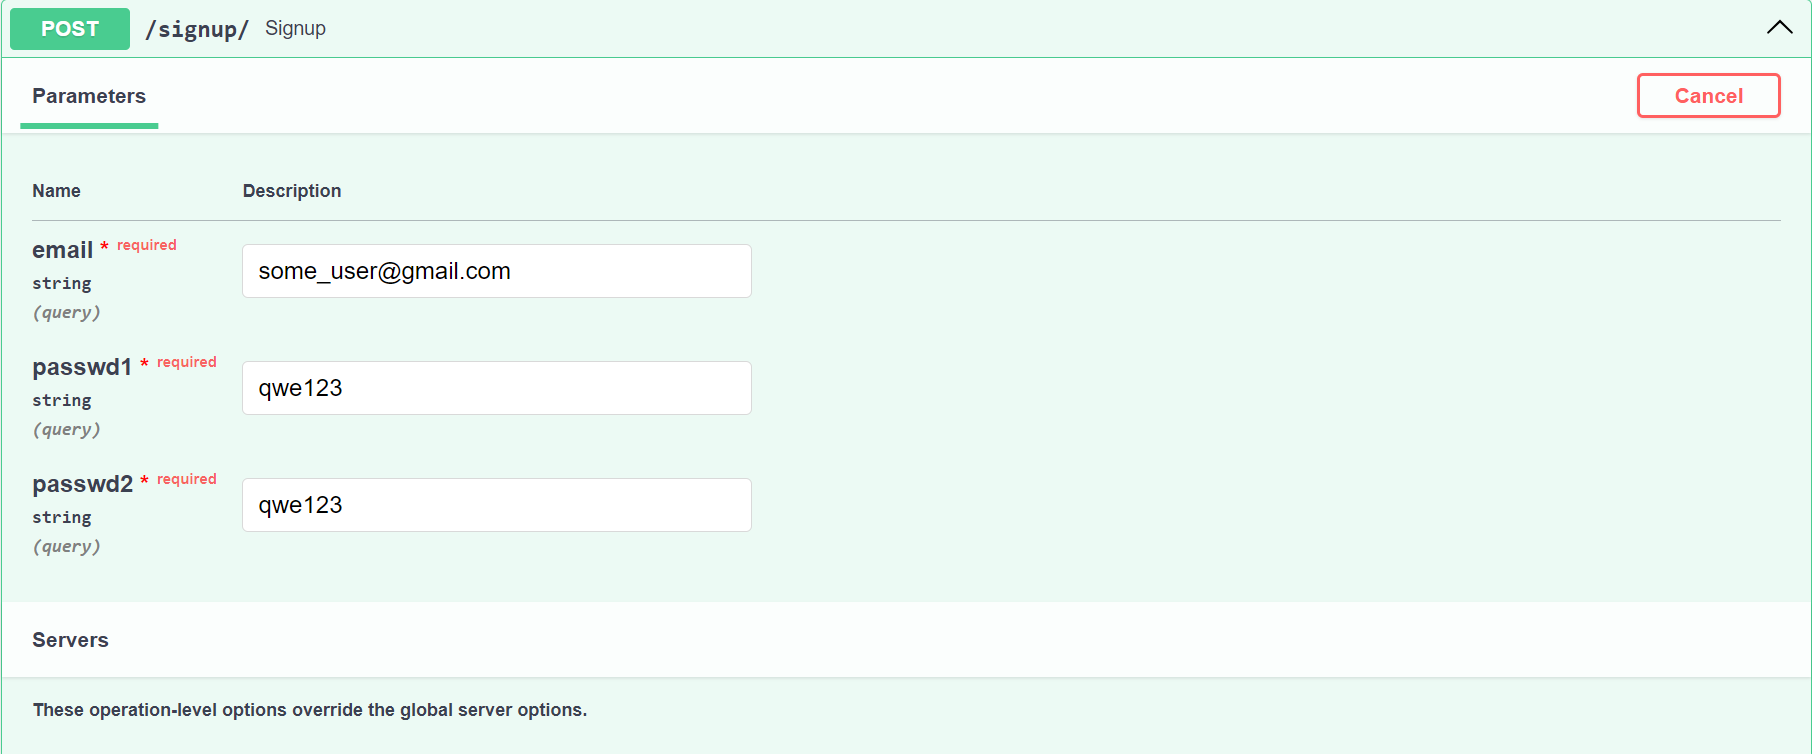 POST /signup/ Signup
Parameters
Cancel
Name Description
email * required
string
(query)
some_user@gmail.com
passwd1 * required
string
(query)
qwe123
passwd2 * required
string
(query)
qwe123
Servers
These operation-level options override the global server options.